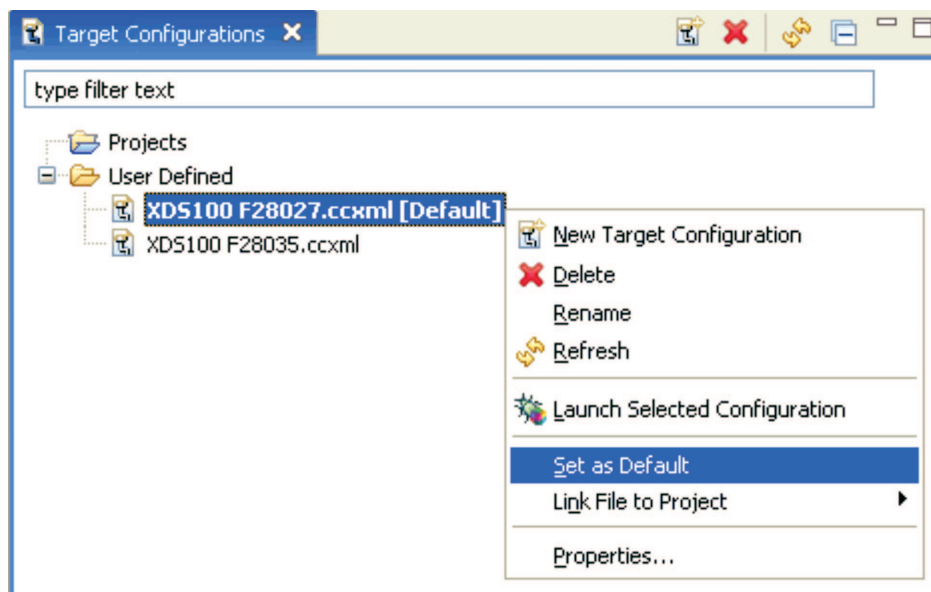 Target Configurations
type filter text
Projects
User Defined
XDS100 F28027.ccxml [Default]
XDS100 F28035.ccxml
New Target Configuration
Delete
Rename
Refresh
Launch Selected Configuration
Set as Default
Link File to Project
Properties...